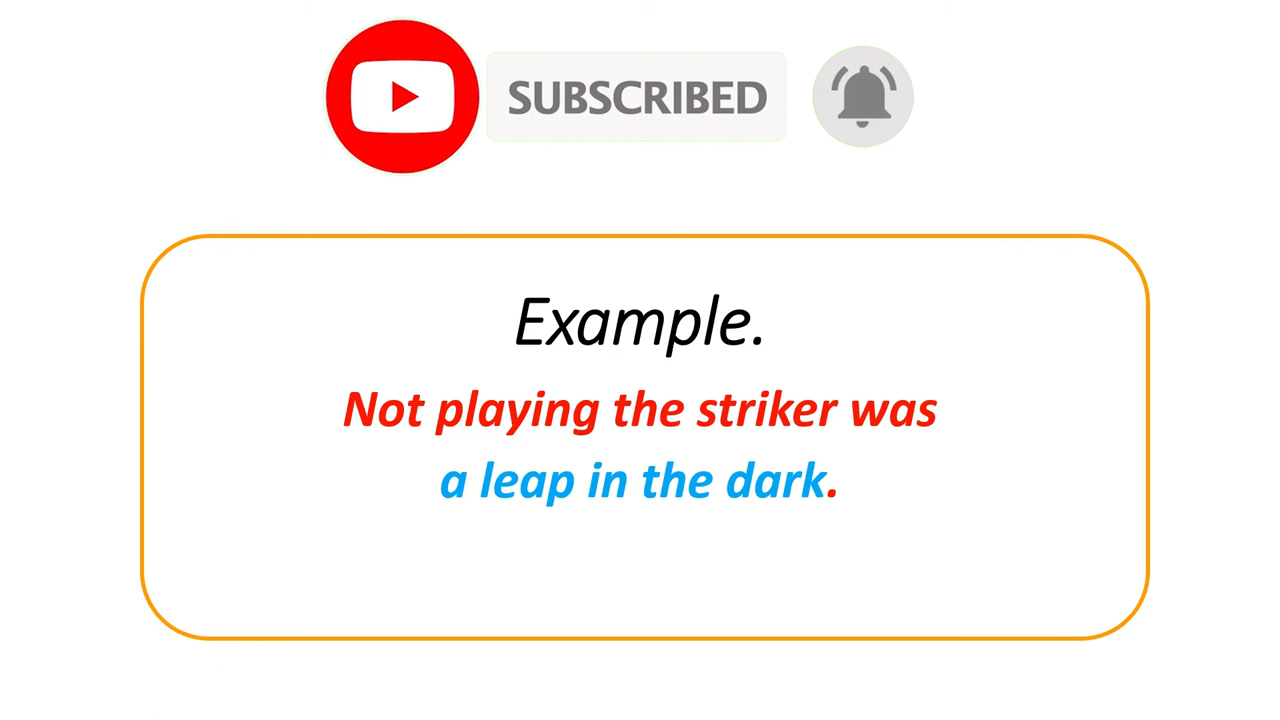 SUBSCRIBED
Example.
Not playing the striker was
a leap in the dark.